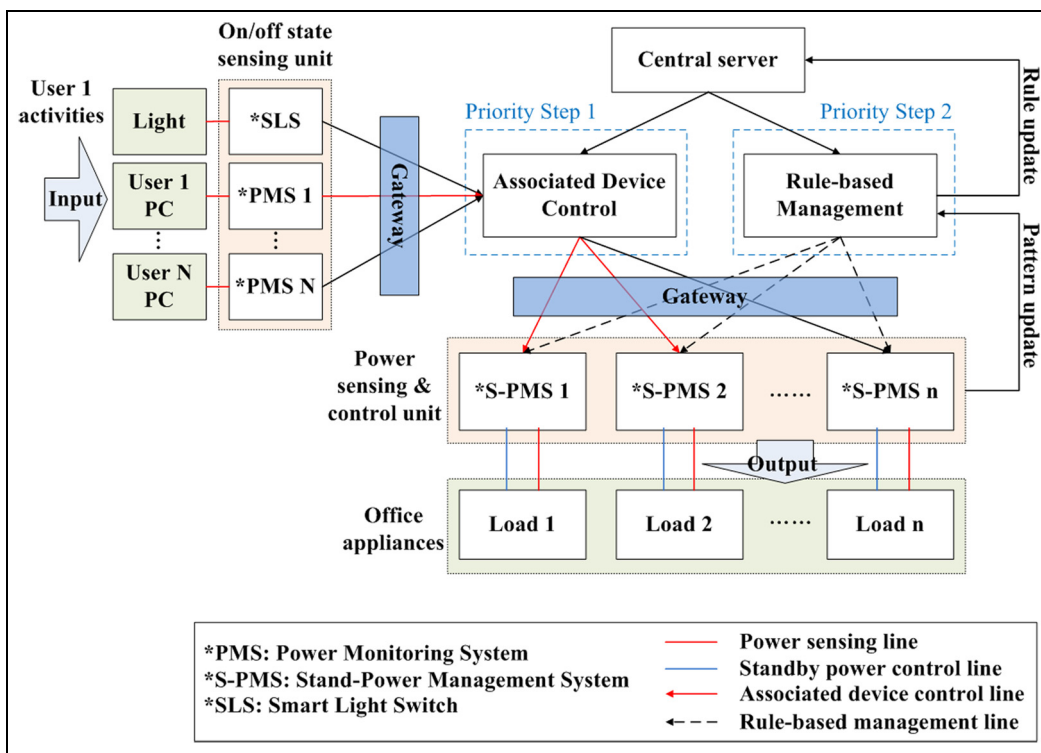 On/off state
sensing unit
User 1
activities
Input
Light
User 1
PC
User N
PC
*SLS
*PMS 1
*PMS N
Gateway
Central server
Priority Step 1
Priority Step 2
Associated Device
Control
Rule-based
Management
Rule update
Pattern update
Gateway
Power
sensing &
control unit
*S-PMS 1
*S-PMS 2
......
*S-PMS n
Output
Office
appliances
Load 1
Load 2
......
Load n
*PMS: Power Monitoring System
*S-PMS: Stand-Power Management System
*SLS: Smart Light Switch
Power sensing line
Standby power control line
Associated device control line
Rule-based management line